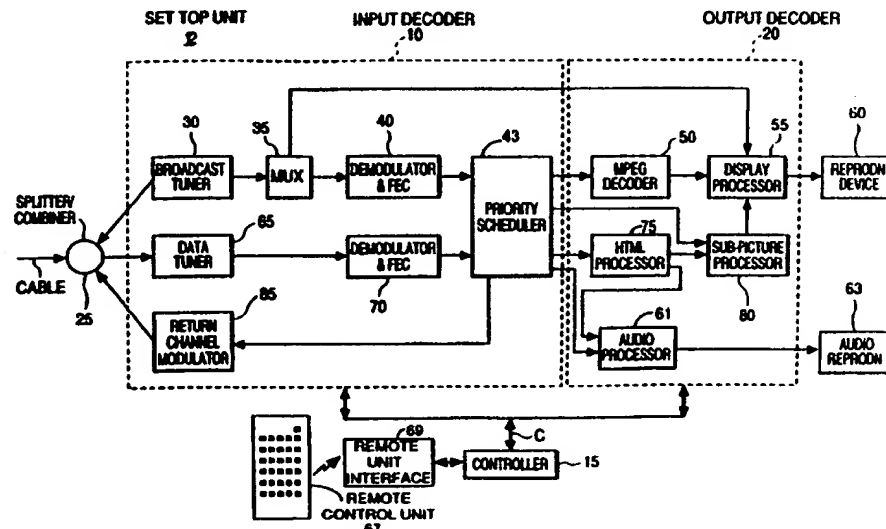 SET TOP UNIT
12
INPUT DECODER
10
OUTPUT DECODER
20
30
35
40
43
50
55
60
BROADCAST
TUNER
MUX
DEMODULATOR
& FEC
PRIORITY
SCHEDULER
MPEG
DECODER
DISPLAY
PROCESSOR
REPRODN
DEVICE
SPLITTER/
COMBINER
CABLE
25
65
DATA
TUNER
DEMODULATOR
& FEC
70
75
HTML
PROCESSOR
SUB-PICTURE
PROCESSOR
80
85
RETURN
CHANNEL
MODULATOR
61
AUDIO
PROCESSOR
63
AUDIO
REPRODN
69
REMOTE
UNIT
INTERFACE
C
CONTROLLER
15
REMOTE
CONTROL UNIT
67